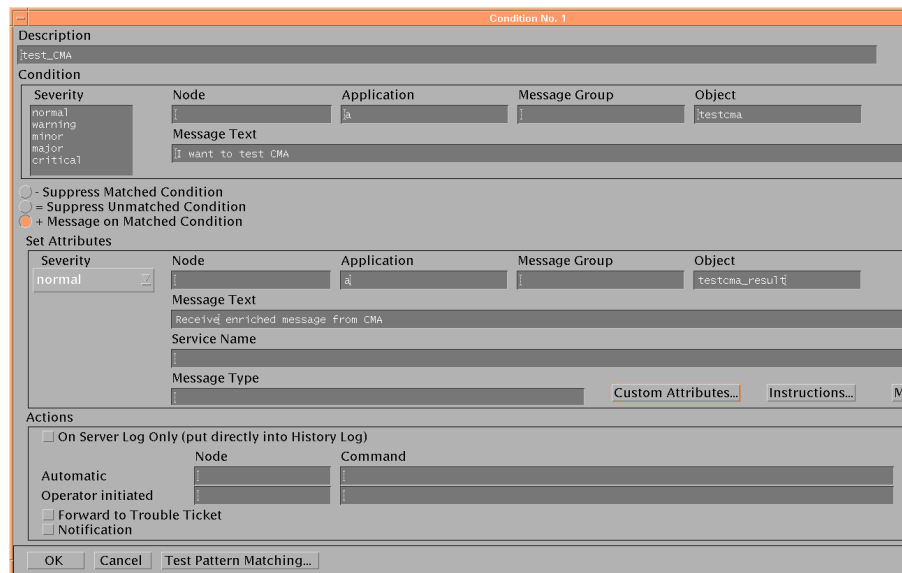 Condition No. 1
Description
test_CMA
Condition
Severity Node Application Message Group Object
normal
warning
minor
major
critical
a testcma
Message Text
I want to test CMA
- Suppress Matched Condition
= Suppress Unmatched Condition
+ Message on Matched Condition
Set Attributes
Severity Node Application Message Group Object
normal a testcma_result
Message Text
Receive enriched message from CMA
Service Name
Message Type
Custom Attributes... Instructions... M
Actions
On Server Log Only (put directly into History Log)
Node Command
Automatic
Operator initiated
Forward to Trouble Ticket
Notification
OK Cancel Test Pattern Matching...